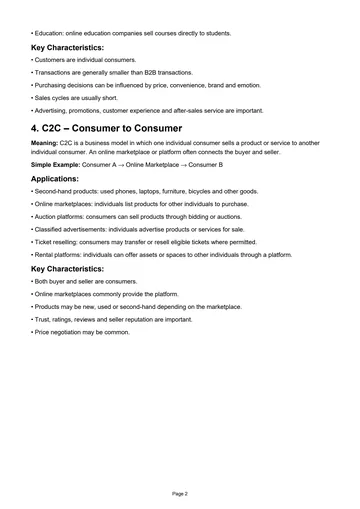 • Education: online education companies sell courses directly to students.
Key Characteristics:
• Customers are individual consumers.
• Transactions are generally smaller than B2B transactions.
• Purchasing decisions can be influenced by price, convenience, brand and emotion.
• Sales cycles are usually short.
• Advertising, promotions, customer experience and after-sales service are important.
4. C2C – Consumer to Consumer
Meaning: C2C is a business model in which one individual consumer sells a product or service to another
individual consumer. An online marketplace or platform often connects the buyer and seller.
Simple Example: Consumer A → Online Marketplace → Consumer B
Applications:
• Second-hand products: used phones, laptops, furniture, bicycles and other goods.
• Online marketplaces: individuals list products for other individuals to purchase.
• Auction platforms: consumers can sell products through bidding or auctions.
• Classified advertisements: individuals advertise products or services for sale.
• Ticket reselling: consumers may transfer or resell eligible tickets where permitted.
• Rental platforms: individuals can offer assets or spaces to other individuals through a platform.
Key Characteristics:
• Both buyer and seller are consumers.
• Online marketplaces commonly provide the platform.
• Products may be new, used or second-hand depending on the marketplace.
• Trust, ratings, reviews and seller reputation are important.
• Price negotiation may be common.
Page 2